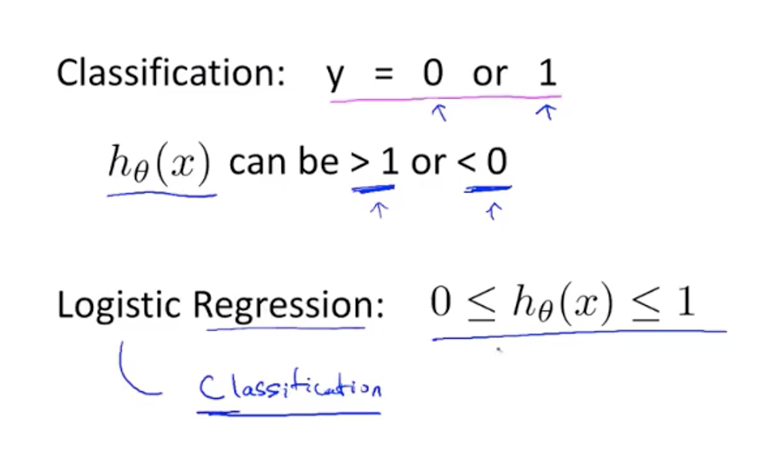 Classification: y = 0 or 1
hθ(x) can be > 1 or < 0
Logistic Regression: 0 ≤ hθ(x) ≤ 1
Classification